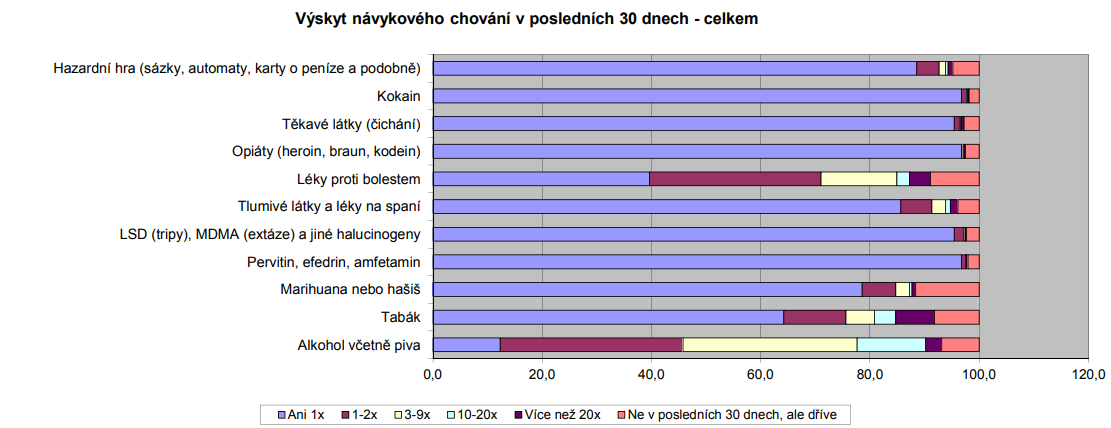 Výskyt návykového chování v posledních 30 dnech - celkem
Hazardní hra (sázky, automaty, karty o peníze a podobně)
Kokain
Těkavé látky (čichání)
Opiáty (heroin, braun, kodein)
Léky proti bolestem
Tlumivé látky a léky na spaní
LSD (tripy), MDMA (extáze) a jiné halucinogeny
Pervitin, efedrin, amfetamin
Marihuana nebo hašiš
Tabák
Alkohol včetně piva
0,0 20,0 40,0 60,0 80,0 100,0 120,0
Ani 1x 1-2x 3-9x 10-20x Více než 20x Ne v posledních 30 dnech, ale dříve